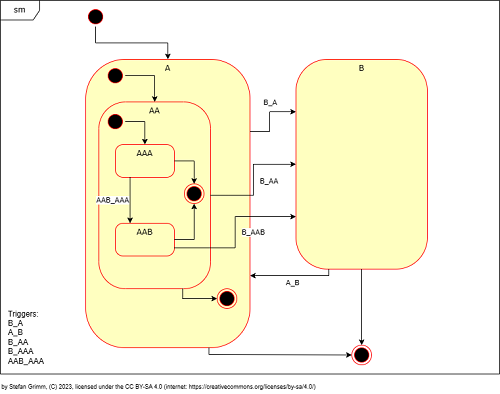 sm
A
B
AA
B_A
AAA
B_AA
AAB_AAA
AAB
B_AAB
A_B
Triggers:
B_A
A_B
B_AA
B_AAA
AAB_AAA
by Stefan Grimm, (C) 2023, licensed under the CC BY-SA 4.0 (internet: https://creativecommons.org/licenses/by-sa/4.0/)